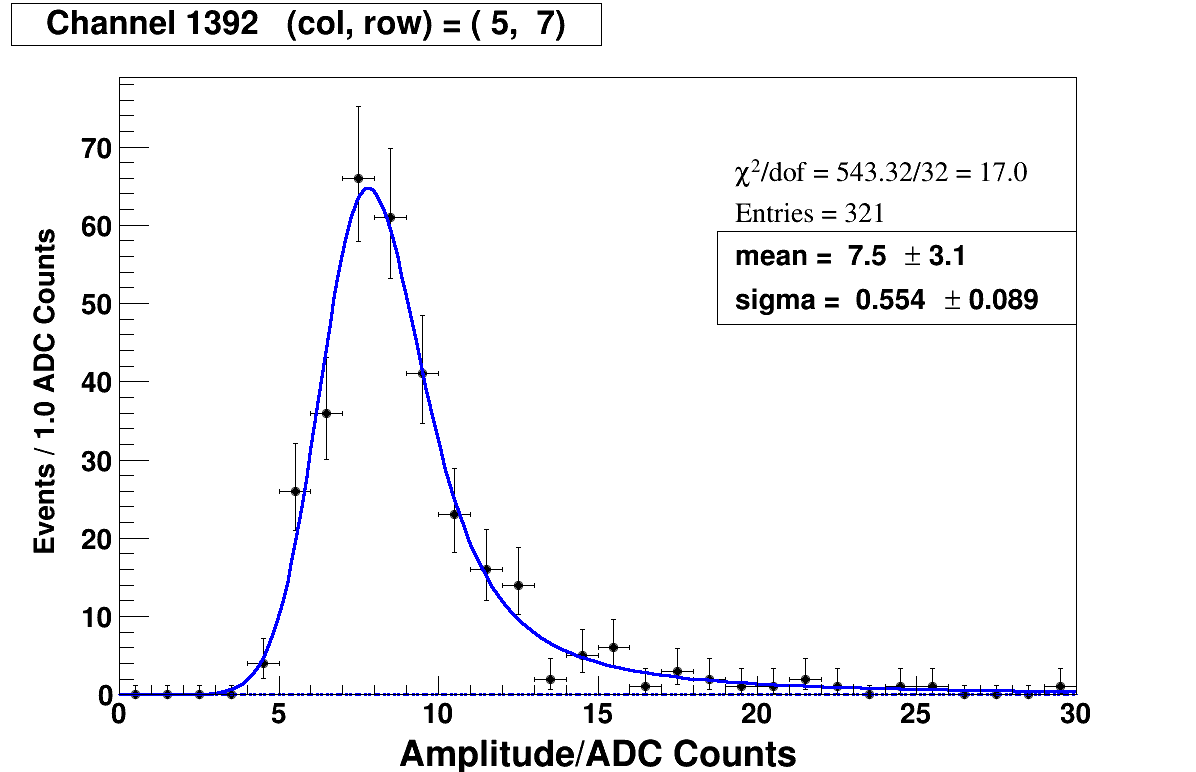 Channel 1392 (col, row) = ( 5, 7)
χ²/dof = 543.32/32 = 17.0
Entries = 321
mean = 7.5 ± 3.1
sigma = 0.554 ± 0.089
Events / 1.0 ADC Counts
70
60
50
40
30
20
10
0
0 5 10 15 20 25 30
Amplitude/ADC Counts